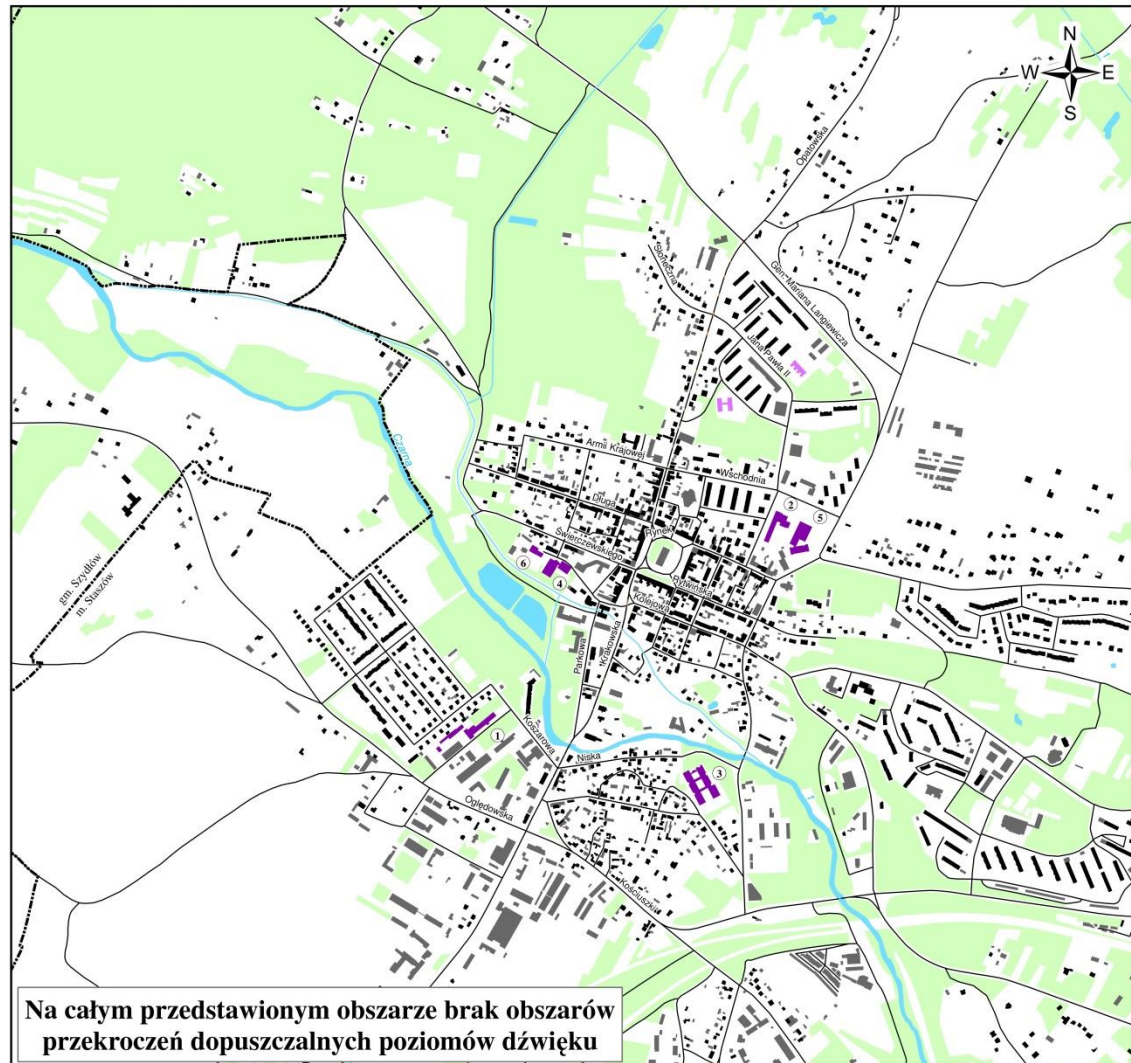 N
W E
S
Opatowska
Słoneczna
Gen. Mariana Langiewicza
Jana Pawła II
Czarna
Armii Krajowej
Wschodnia
Długa
2
5
Rynek
Świerczewskiego
6
4
Rytwińska
Kolejowa
gm. Szydłów
m. Staszów
Parkowa
Krakowska
1
Koszarowa
Niska
3
Oględowska
Kościuszki
Na całym przedstawionym obszarze brak obszarów
przekroczeń dopuszczalnych poziomów dźwięku